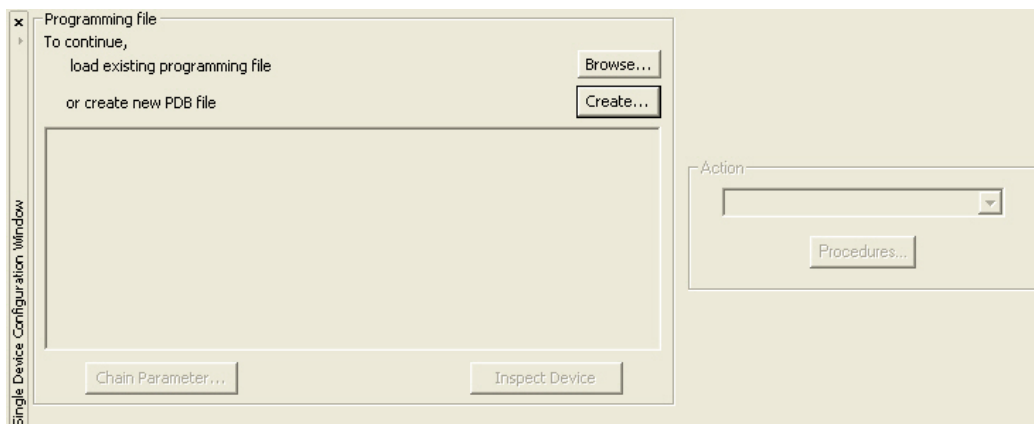 Programming file
To continue,
load existing programming file
Browse...
or create new PDB file
Create...
Action
Procedures...
Chain Parameter...
Inspect Device
Single Device Configuration Window